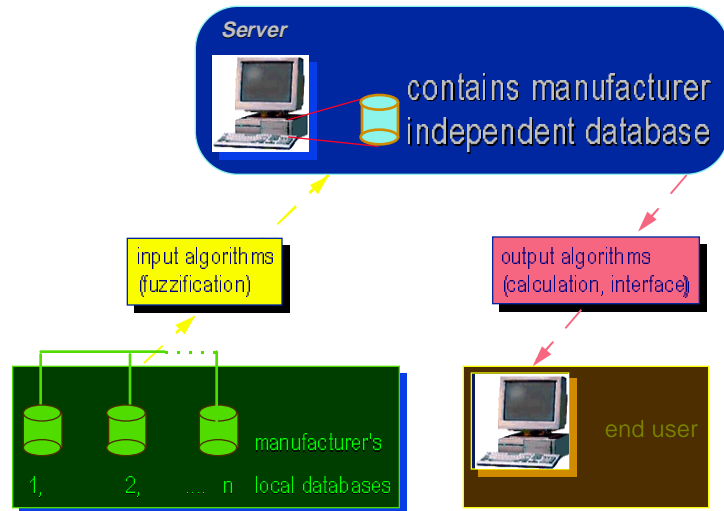 Server
contains manufacturer
independent database
input algorithms
(fuzzification)
output algorithms
(calculation, interface)
manufacturer's
1, 2, .... n local databases
end user